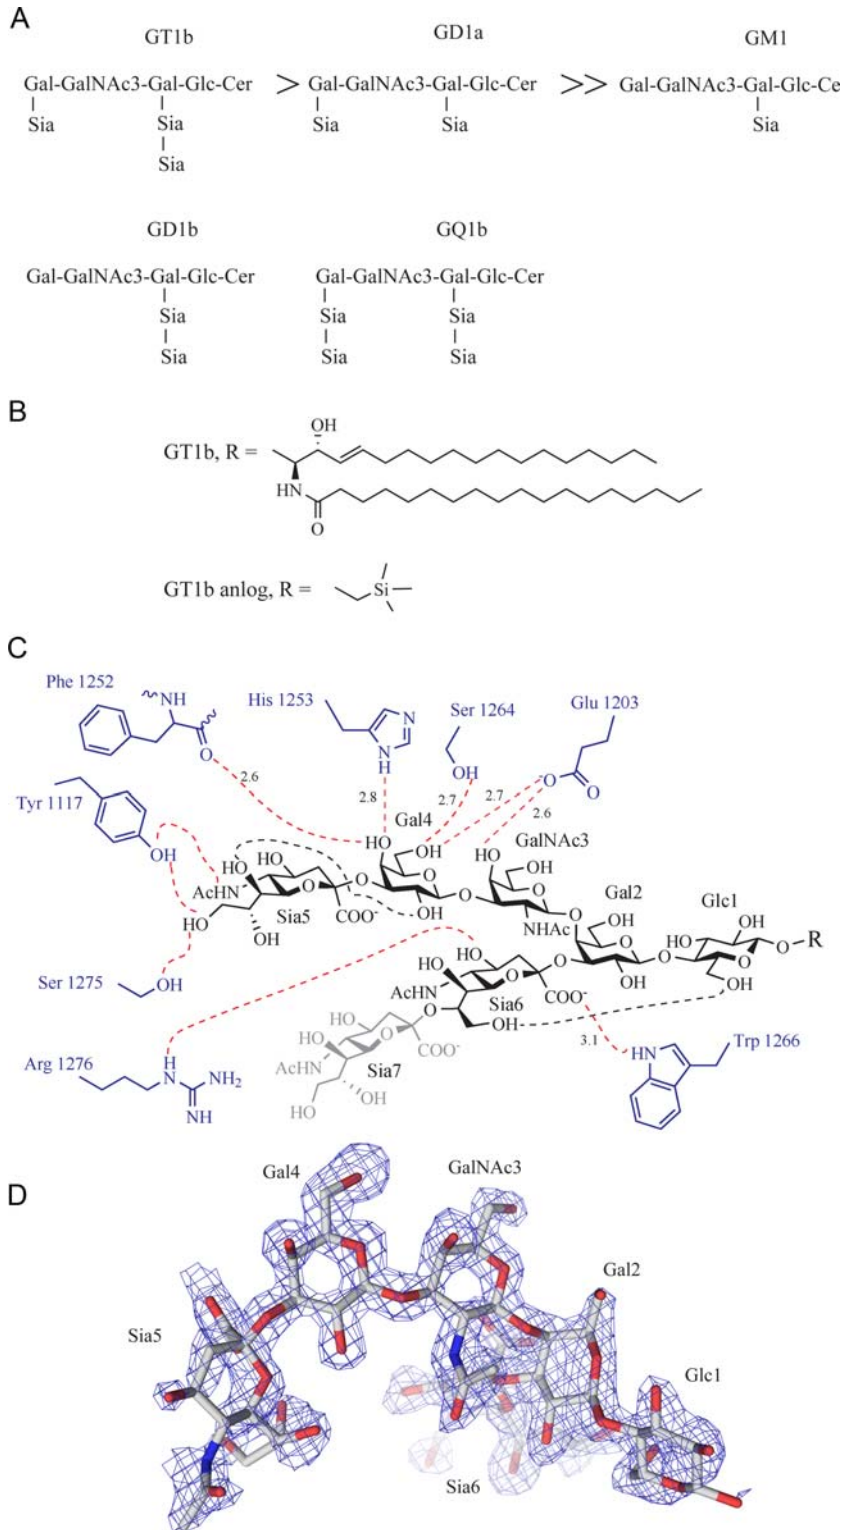 A
GT1b
GD1a
GM1
Gal-GalNAc3-Gal-Glc-Cer > Gal-GalNAc3-Gal-Glc-Cer >> Gal-GalNAc3-Gal-Glc-Ce
Sia Sia Sia Sia Sia
Sia
GD1b
GQ1b
Gal-GalNAc3-Gal-Glc-Cer Gal-GalNAc3-Gal-Glc-Cer
Sia Sia Sia
Sia Sia Sia
B
OH
GT1b, R =
HN
O
GT1b anlog, R = Si
C
Phe 1252
NH
O
His 1253
N
N
H
Ser 1264
OH
Glu 1203
-O
O
2.6
2.8
2.7
2.7
2.6
Tyr 1117
OH
Gal4
GalNAc3
HO
OH
HO
OH
HO
HO
AcHN
O
O
O
O
O
O
Gal2
Glc1
HO
OH
Sia5
COO-
OH
NHAc
O
OH
HO
OH
O
R
Ser 1275
OH
HO
HO
O
O
O
OH
O
OH
AcHN
Sia6
COO-
O
HO
HO
HO
O
O
AcHN
Sia7
COO-
HO
OH
3.1
HN
Trp 1266
Arg 1276
H
N
NH2
NH
D
Gal4
GalNAc3
Gal2
Sia5
Glc1
Sia6